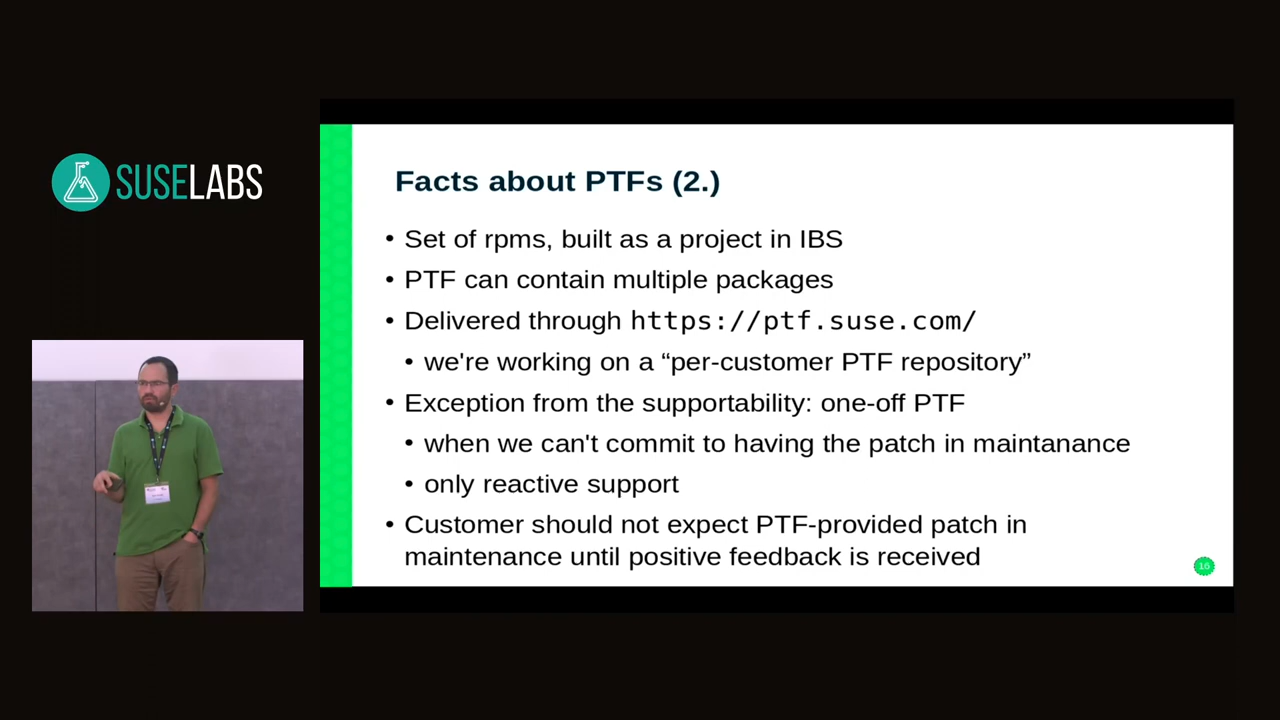 SUSELABS
Facts about PTFs (2.)
• Set of rpms, built as a project in IBS
• PTF can contain multiple packages
• Delivered through https://ptf.suse.com/
• we're working on a “per-customer PTF repository”
• Exception from the supportability: one-off PTF
• when we can't commit to having the patch in maintanance
• only reactive support
• Customer should not expect PTF-provided patch in
maintenance until positive feedback is received
16